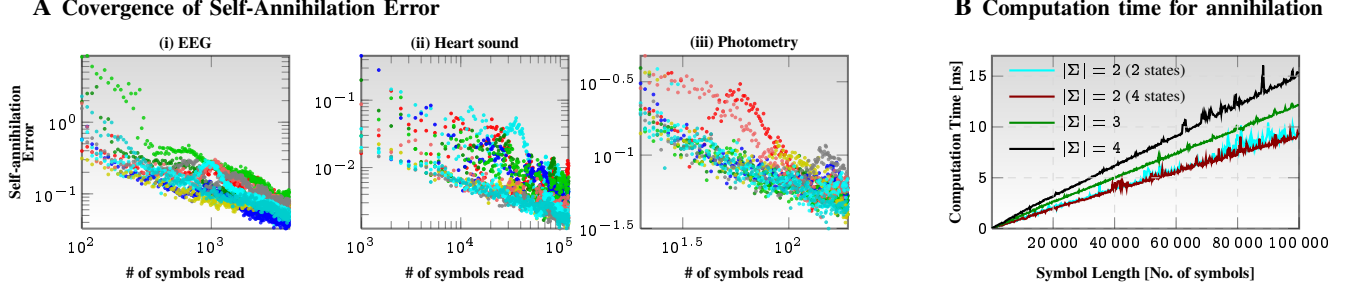 A Covergence of Self-Annihilation Error
B Computation time for annihilation
(i) EEG
(ii) Heart sound
(iii) Photometry
Self-annihilation
Error
10^0
10^-1
10^2
10^3
# of symbols read
10^-1
10^-2
10^3
10^4
10^5
# of symbols read
10^-0.5
10^-1
10^-1.5
10^1.5
10^2
# of symbols read
Computation Time [ms]
15
10
5
0
|Σ| = 2 (2 states)
|Σ| = 2 (4 states)
|Σ| = 3
|Σ| = 4
20 000 40 000 60 000 80 000 100 000
Symbol Length [No. of symbols]